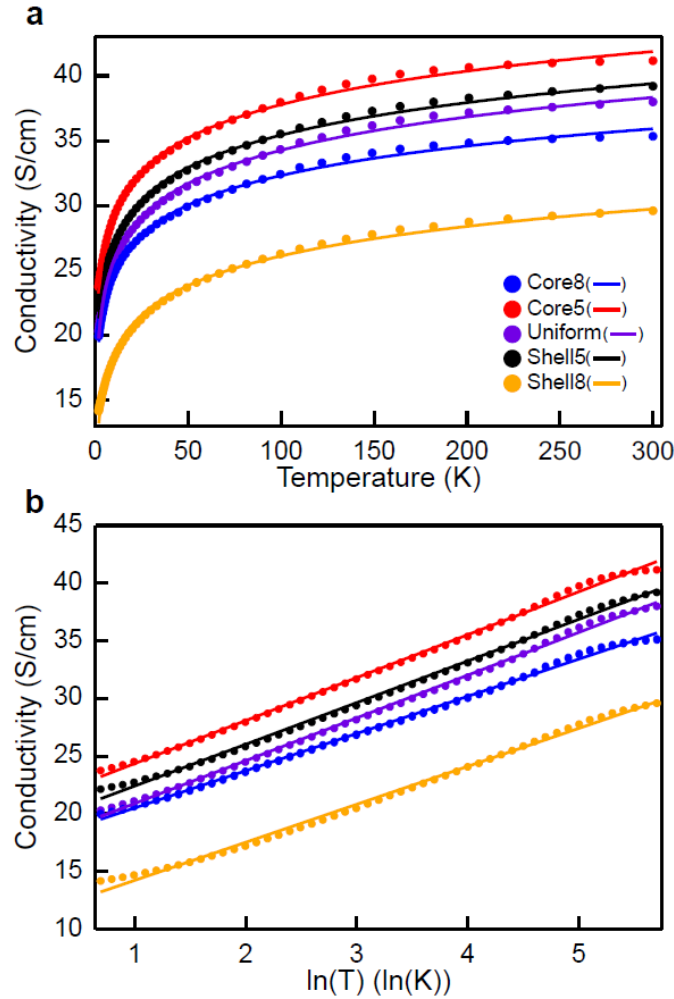 a
40
35
30
25
20
15
Conductivity (S/cm)
Core8(—)
Core5(—)
Uniform(—)
Shell5(—)
Shell8(—)
0 50 100 150 200 250 300
Temperature (K)
b
45
40
35
30
25
20
15
10
Conductivity (S/cm)
1 2 3 4 5
ln(T) (ln(K))